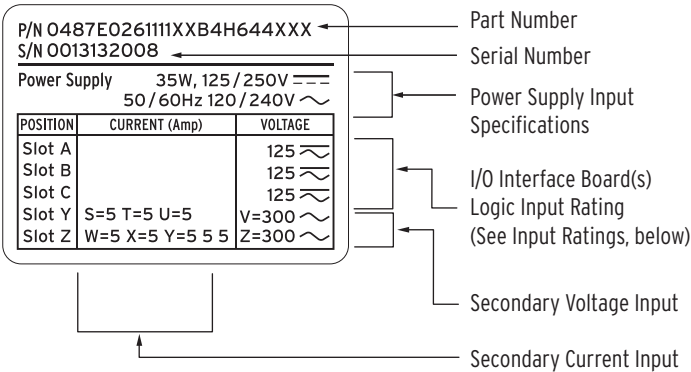 P/N 0487E0261111XXB4H644XXX
S/N 0013132008
Power Supply 35W, 125/250V
50/60Hz 120/240V
POSITION CURRENT (Amp) VOLTAGE
Slot A 125
Slot B 125
Slot C 125
Slot Y S=5 T=5 U=5 V=300
Slot Z W=5 X=5 Y=5 5 5 Z=300
Part Number
Serial Number
Power Supply Input
Specifications
I/O Interface Board(s)
Logic Input Rating
(See Input Ratings, below)
Secondary Voltage Input
Secondary Current Input